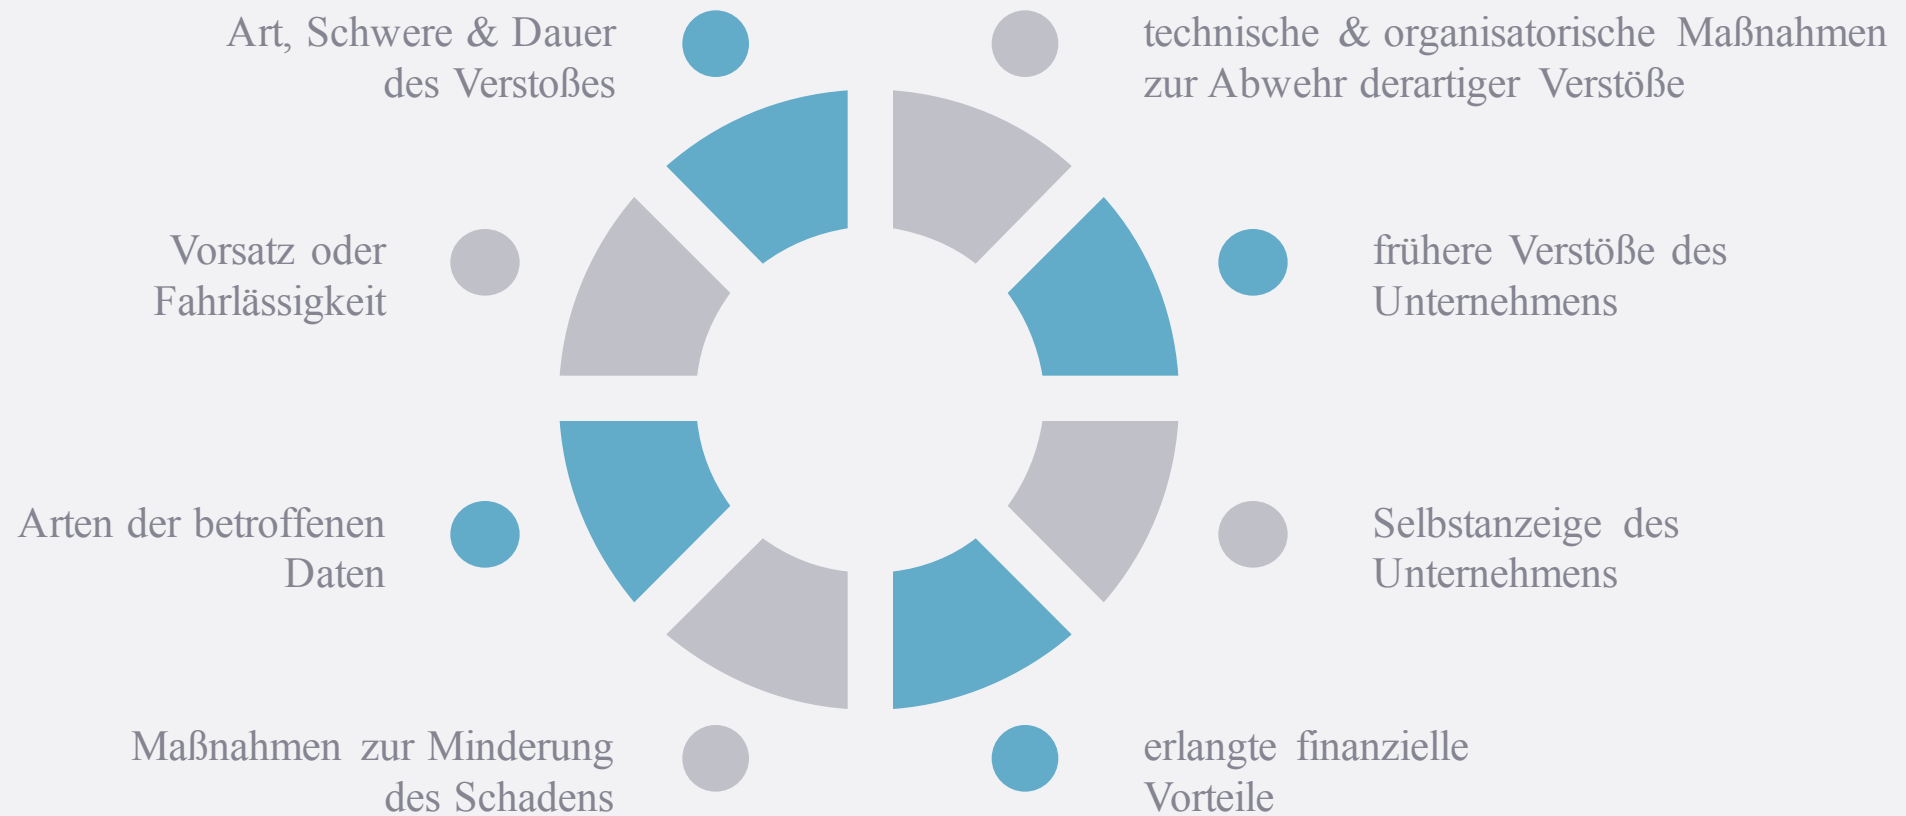 Art, Schwere & Dauer
des Verstoßes
technische & organisatorische Maßnahmen
zur Abwehr derartiger Verstöße
Vorsatz oder
Fahrlässigkeit
frühere Verstöße des
Unternehmens
Arten der betroffenen
Daten
Selbstanzeige des
Unternehmens
Maßnahmen zur Minderung
des Schadens
erlangte finanzielle
Vorteile